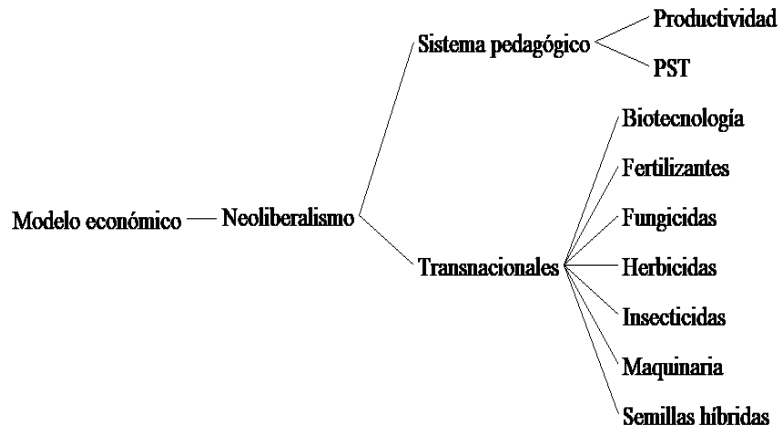 Productividad
Sistema pedagógico
PST
Biotecnología
Fertilizantes
Fungicidas
Modelo económico
Neoliberalismo
Transnacionales
Herbicidas
Insecticidas
Maquinaria
Semillas híbridas